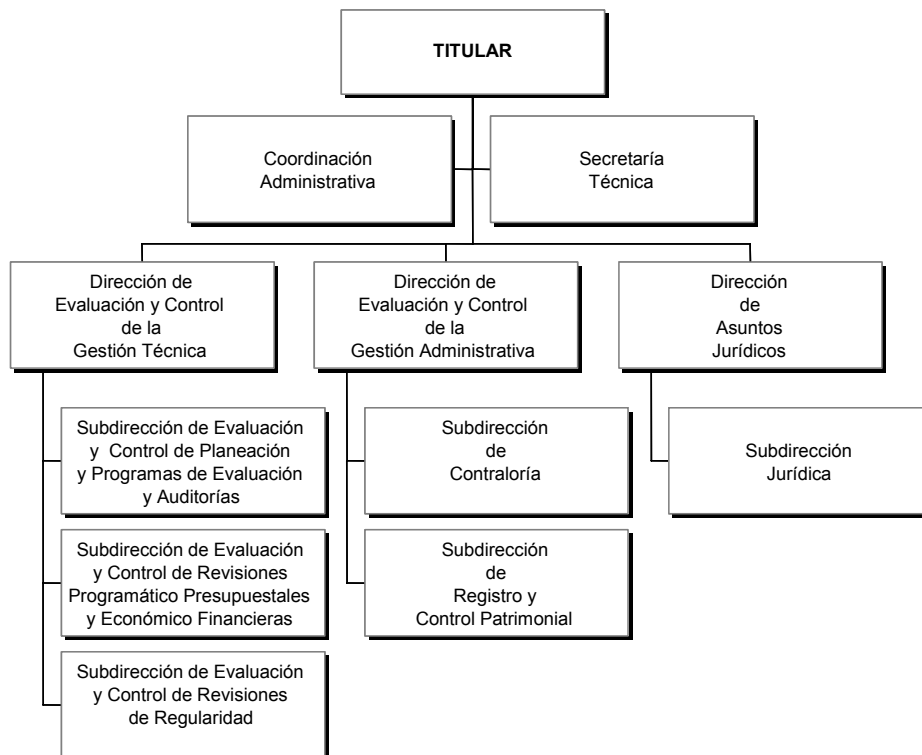 TITULAR
Coordinación
Administrativa
Secretaría
Técnica
Dirección de
Evaluación y Control
de la
Gestión Técnica
Dirección de
Evaluación y Control
de la
Gestión Administrativa
Dirección
de
Asuntos
Jurídicos
Subdirección de Evaluación
y Control de Planeación
y Programas de Evaluación
y Auditorías
Subdirección
de
Contraloría
Subdirección
Jurídica
Subdirección de Evaluación
y Control de Revisiones
Programático Presupuestales
y Económico Financieras
Subdirección
de
Registro y
Control Patrimonial
Subdirección de Evaluación
y Control de Revisiones
de Regularidad